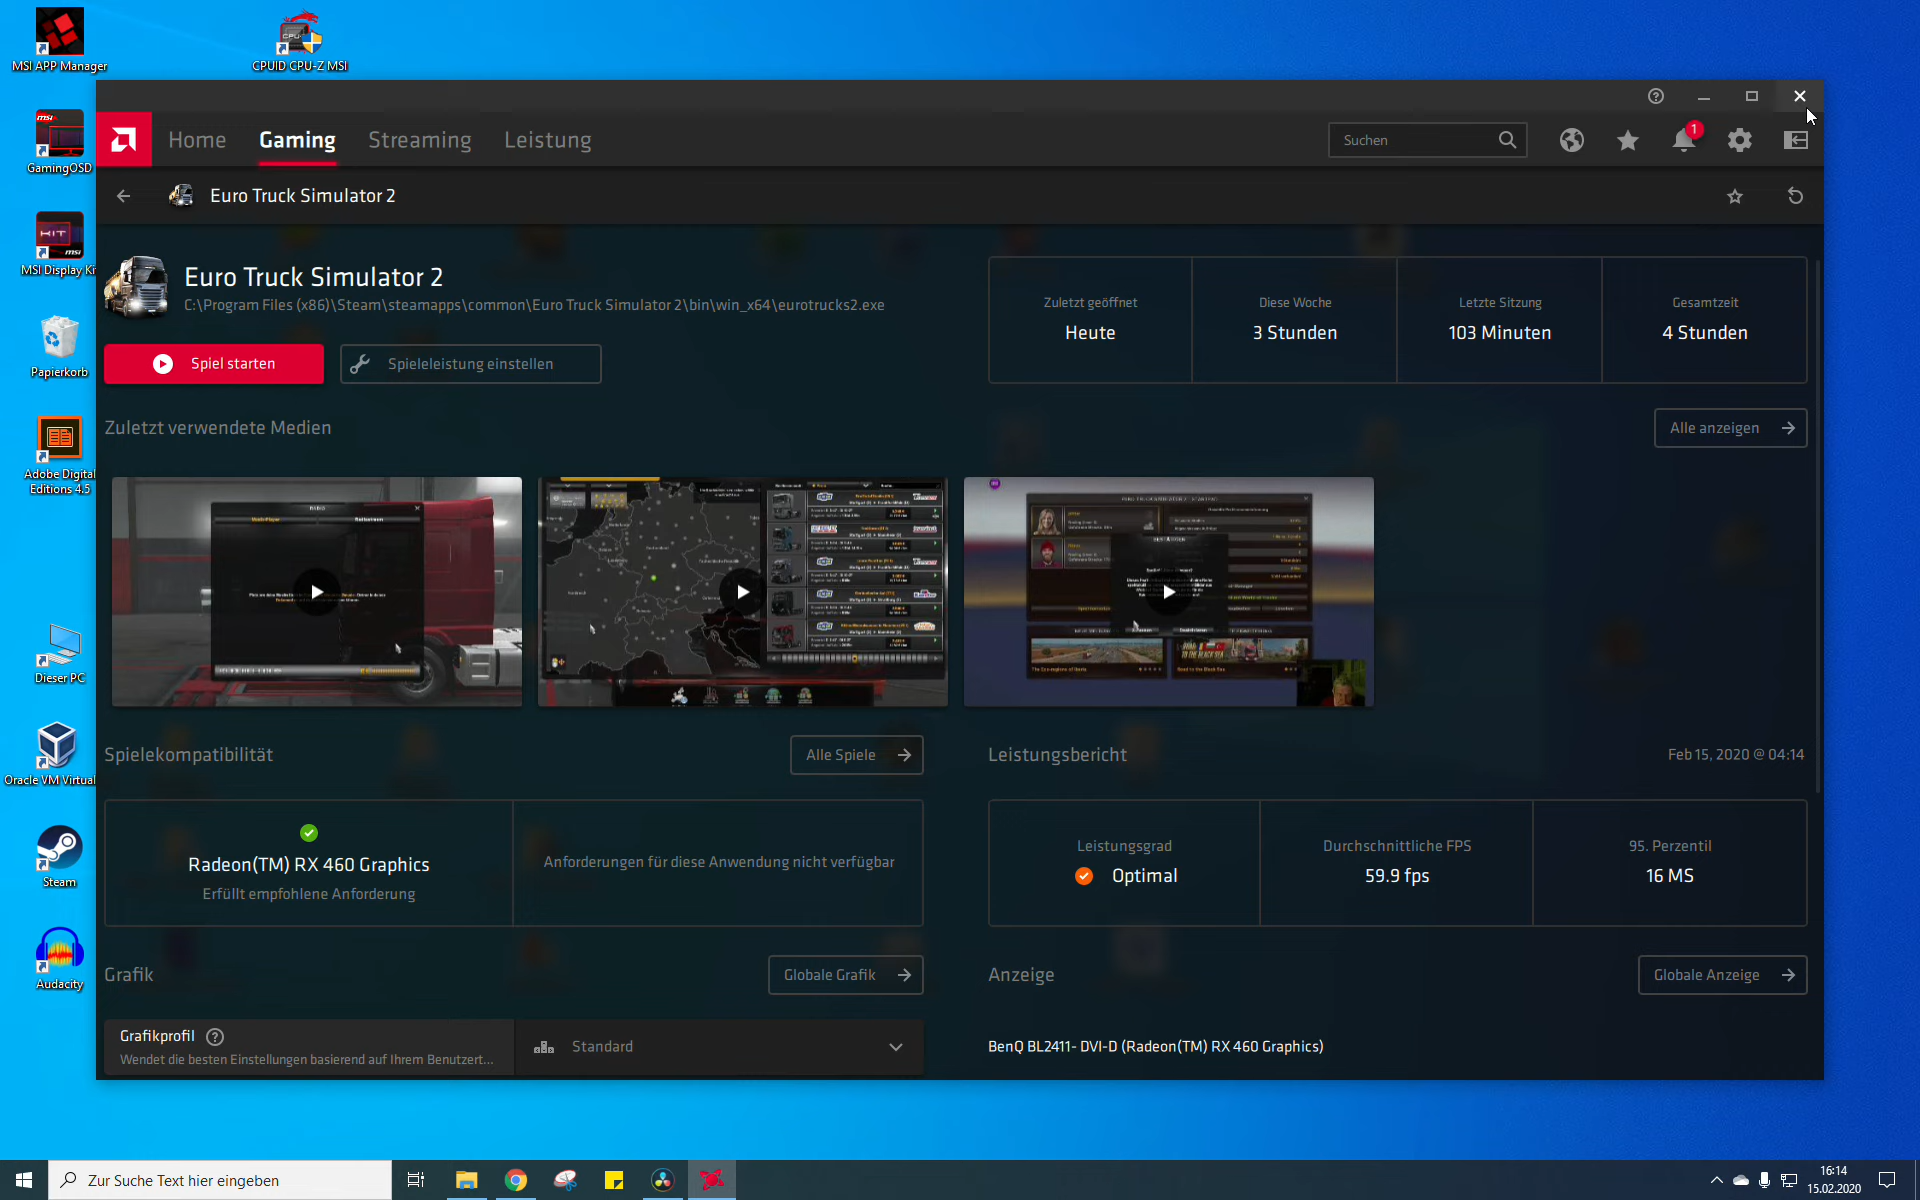 MSI APP Manager
CPUID CPU-Z MSI
GamingOSD
MSI Display Ki
Papierkorb
Adobe Digital
Editions 4.5
Dieser PC
Oracle VM Virtual
Steam
Audacity
Home
Gaming
Streaming
Leistung
Suchen
1
Euro Truck Simulator 2
Euro Truck Simulator 2
C:\Program Files (x86)\Steam\steamapps\common\Euro Truck Simulator 2\bin\win_x64\eurotrucks2.exe
Spiel starten
Spieleleistung einstellen
Zuletzt geöffnet
Heute
Diese Woche
3 Stunden
Letzte Sitzung
103 Minuten
Gesamtzeit
4 Stunden
Zuletzt verwendete Medien
Alle anzeigen
Spielekompatibilität
Alle Spiele
Radeon(TM) RX 460 Graphics
Erfüllt empfohlene Anforderung
Anforderungen für diese Anwendung nicht verfügbar
Leistungsbericht
Feb 15, 2020 @ 04:14
Leistungsgrad
Optimal
Durchschnittliche FPS
59.9 fps
95. Perzentil
16 MS
Grafik
Globale Grafik
Grafikprofil
Wendet die besten Einstellungen basierend auf Ihrem Benutzert...
Standard
Anzeige
Globale Anzeige
BenQ BL2411- DVI-D (Radeon(TM) RX 460 Graphics)
Zur Suche Text hier eingeben
16:14
15.02.2020